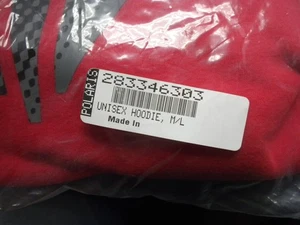 POLARIS
283346303
UNISEX HOODIE, M/L
Made In